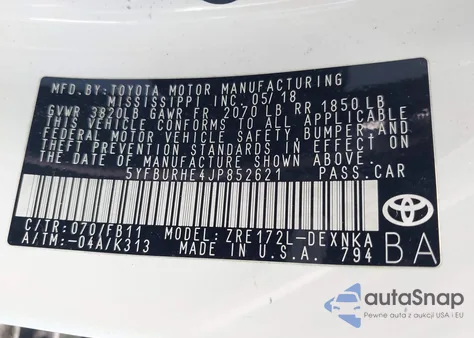 MFD.BY:TOYOTA MOTOR MANUFACTURING
MISSISSIPPI INC.05/18
GVWR 3820LB GAWR FR 2070 LB RR 1850 LB
THIS VEHICLE CONFORMS TO ALL APPLICABLE
FEDERAL MOTOR VEHICLE SAFETY, BUMPER AND
THEFT PREVENTION STANDARDS IN EFFECT ON
THE DATE OF MANUFACTURE SHOWN ABOVE.
5YFBURHE4JP852621 PASS.CAR
C/TR:070/FB11 MODEL:ZRE172L-DEXNKA
A/TM:-04A/K313 MADE IN U.S.A. 794
TOYOTA
BA
autoSnap
Pewne auta z aukcji USA i EU